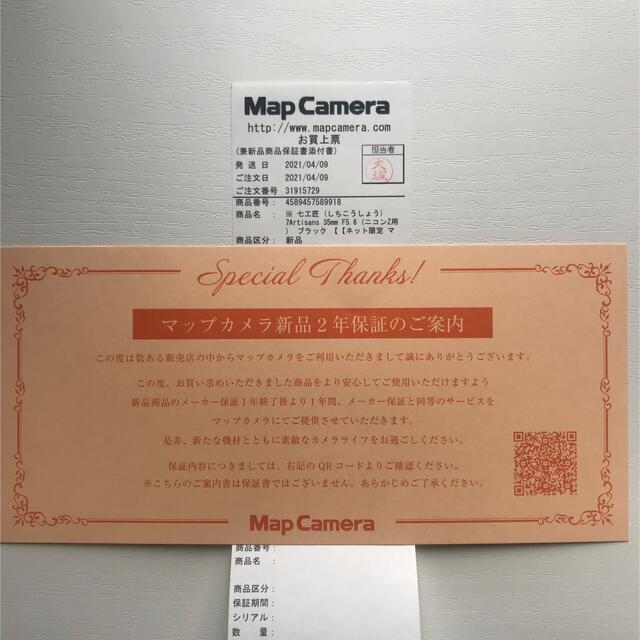 Map Camera
http://www.mapcamera.com
お買上票
(兼新品商品保証書添付書)
担当者
大城
発送日 2021/04/09
ご注文日 2021/04/09
ご注文番号 31915729
商品番号: 4589457589918
商品名: ※ 七工匠 (しちこうしょう)
7Artisans 35mm F5.6 (ニコンZ用
) ブラック 【【ネット限定 マ
商品区分: 新品
Special Thanks!
マップカメラ新品2年保証のご案内
この度は数ある販売店の中からマップカメラをご利用いただきまして誠にありがとうございます。
この度、お買い求めいただきました商品をより安心してご使用いただけますよう
新品商品のメーカー保証1年終了後より1年間、メーカー保証と同等のサービスを
マップカメラにてご提供させていただきます。
是非、新たな機材とともに素敵なカメラライフをお過ごしください。
保証内容につきましては、右記のQRコードよりご確認ください。
※こちらのご案内書は保証書ではございません。あらかじめご了承ください。
Map Camera
商品番号:
商品名:
商品区分:
保証期間:
シリアル:
数量: